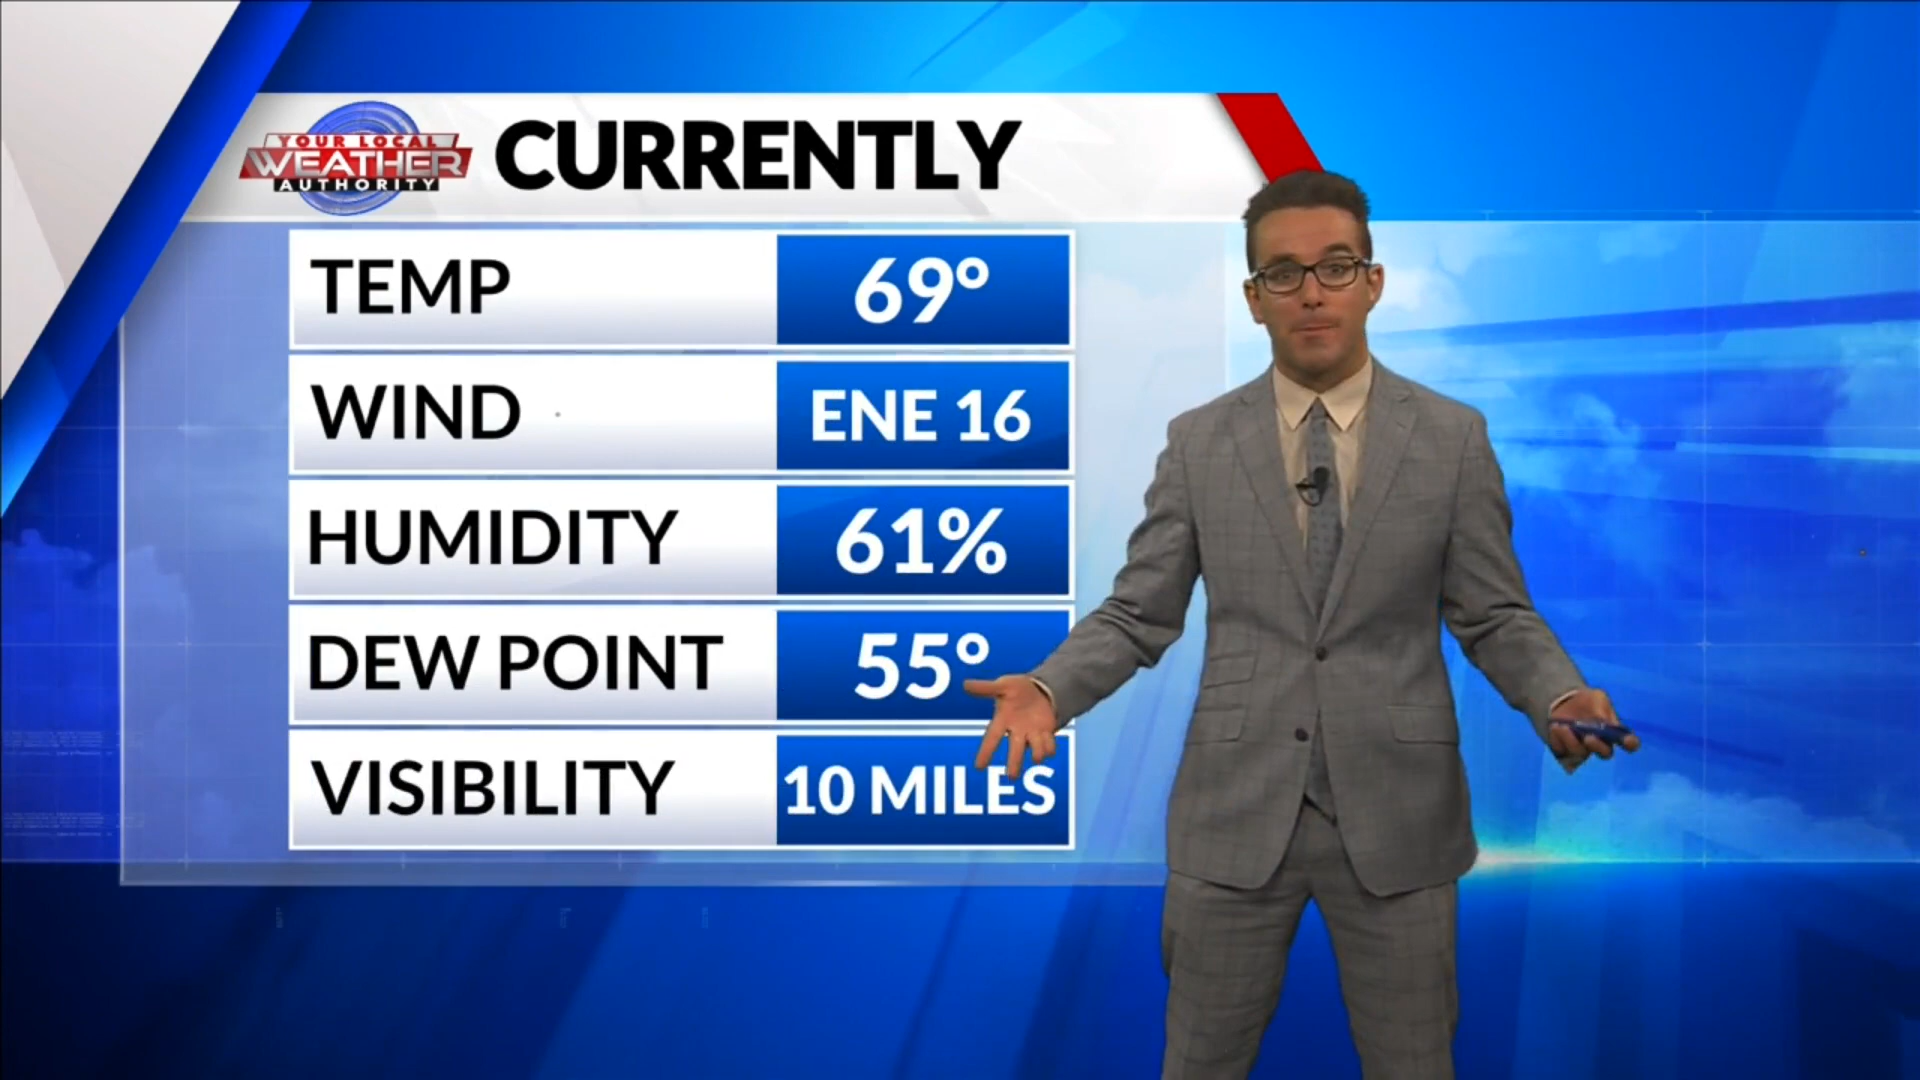 YOUR LOCAL
WEATHER
AUTHORITY
CURRENTLY
TEMP 69°
WIND ENE 16
HUMIDITY 61%
DEW POINT 55°
VISIBILITY 10 MILES